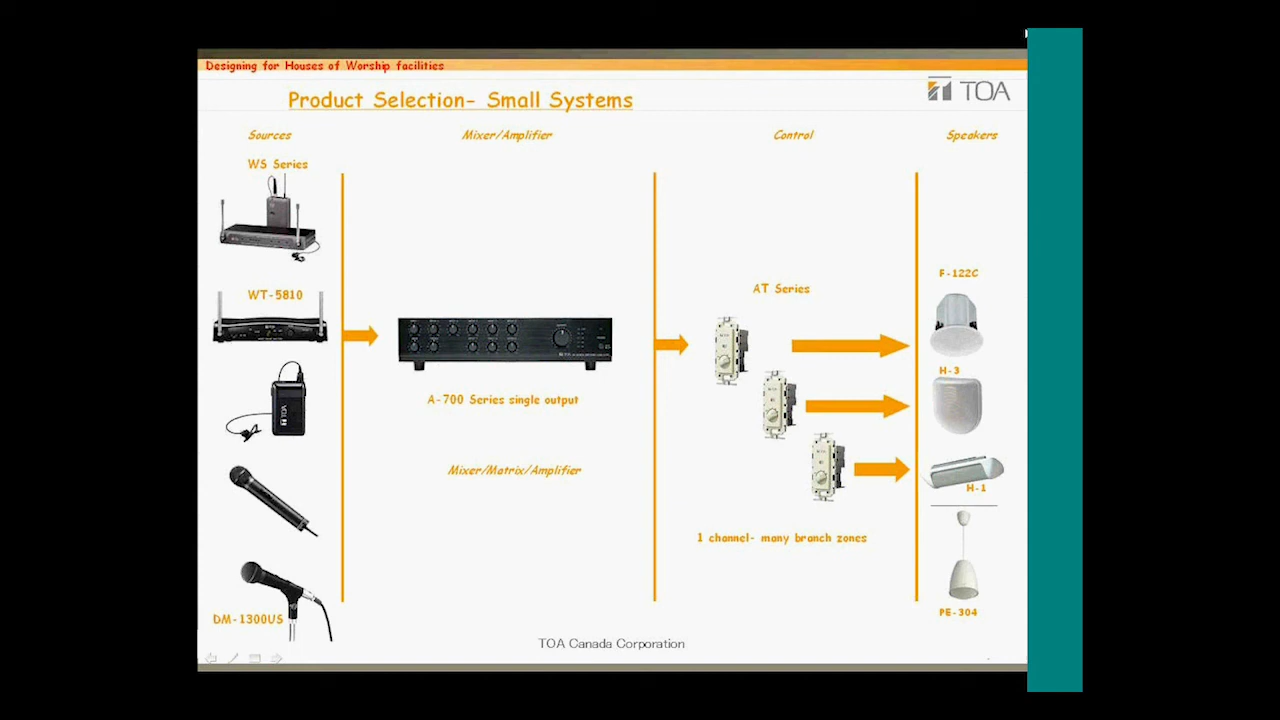 Designing for Houses of Worship facilities
TOA
Product Selection- Small Systems
Sources
Mixer/Amplifier
Control
Speakers
WS Series
WT-5810
DM-1300US
TOA
A-700 Series single output
Mixer/Matrix/Amplifier
AT Series
1 channel- many branch zones
F-122C
H-3
H-1
PE-304
TOA Canada Corporation